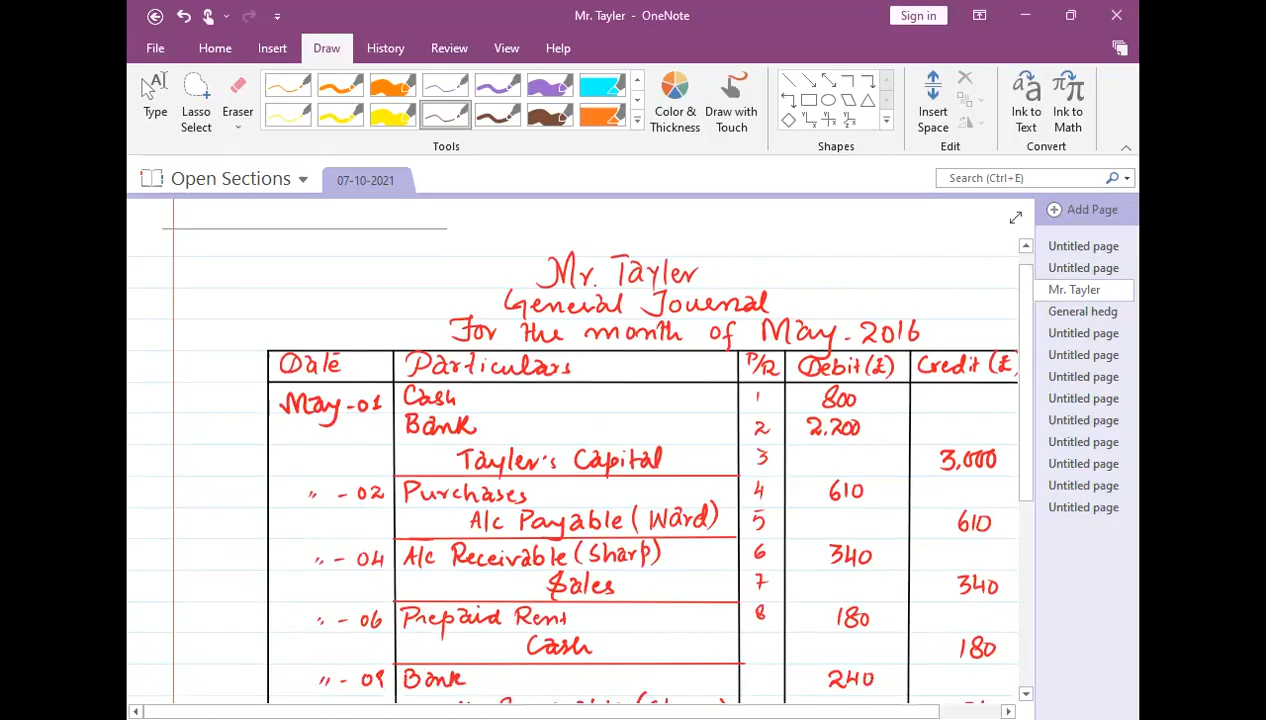 Mr. Tayler - OneNote
Sign in
File Home Insert Draw History Review View Help
Type
Lasso Select
Eraser
Color & Thickness
Draw with Touch
Insert Space
Ink to Text
Ink to Math
Tools Shapes Edit Convert
Open Sections 07-10-2021 Search (Ctrl+E)
Add Page
Untitled page
Untitled page
Mr. Tayler
General hedg
Untitled page
Untitled page
Untitled page
Untitled page
Untitled page
Untitled page
Untitled page
Untitled page
Untitled page
Mr. Tayler
General Journal
For the month of May - 2016
Date Particulars P/R Debit (£) Credit (£)
May - 01 Cash 1 800
Bank 2 2,200
Tayler's Capital 3 3,000
" - 02 Purchases 4 610
A/c Payable (Ward) 5 610
" - 04 A/c Receivable (Sharp) 6 340
Sales 7 340
" - 06 Prepaid Rent 8 180
Cash 180
" - 09 Bank 240